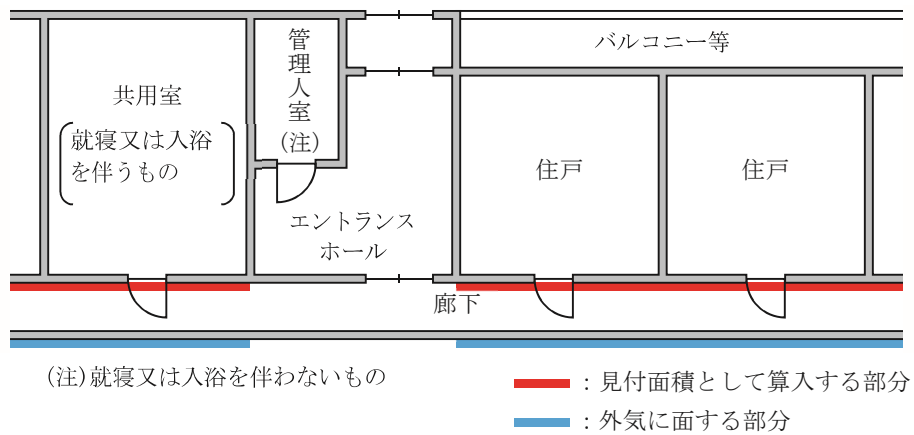 バルコニー等
管理人室(注)
共用室
就寝又は入浴
を伴うもの
住戸
住戸
エントランス
ホール
廊下
(注)就寝又は入浴を伴わないもの
：見付面積として算入する部分
：外気に面する部分